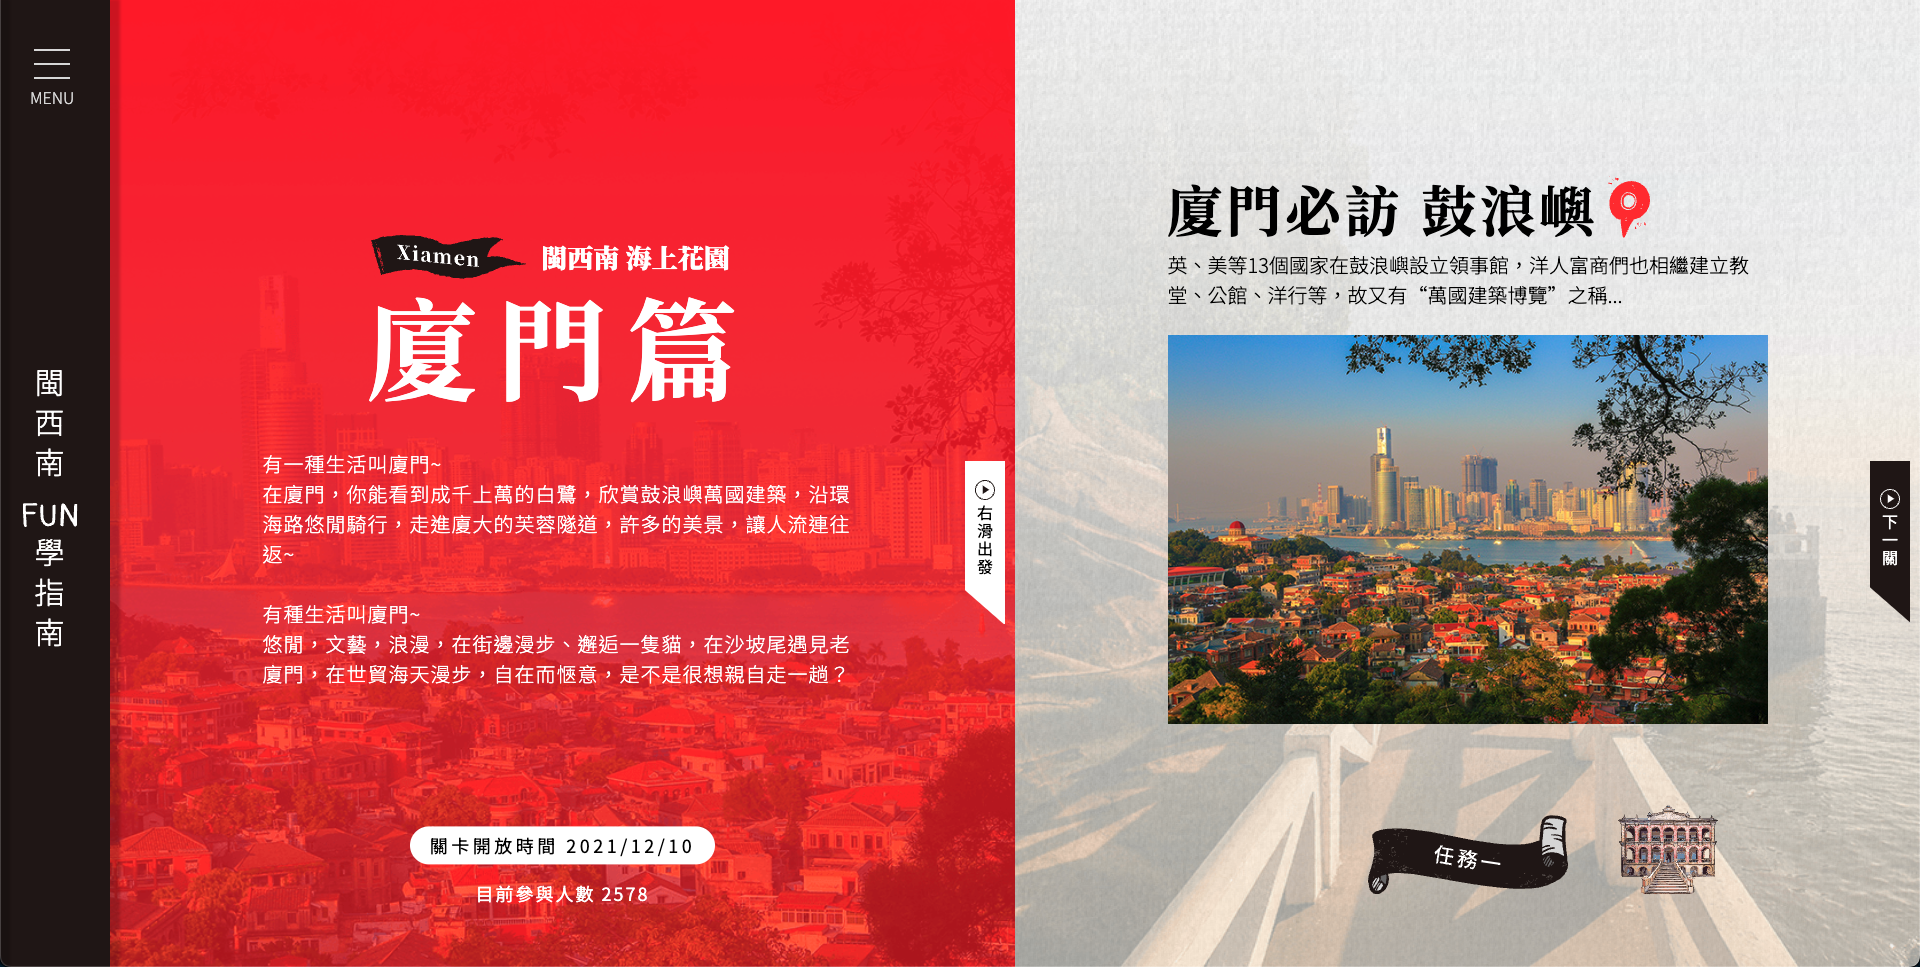 MENU
閩西南
FUN
學指南
Xiamen
閩西南 海上花園
廈門篇
有一種生活叫廈門~
在廈門，你能看到成千上萬的白鷺，欣賞鼓浪嶼萬國建築，沿環
海路悠閒騎行，走進廈大的芙蓉隧道，許多的美景，讓人流連往
返~
有種生活叫廈門~
悠閒，文藝，浪漫，在街邊漫步、邂逅一隻貓，在沙坡尾遇見老
廈門，在世貿海天漫步，自在而愜意，是不是很想親自走一趟？
關卡開放時間 2021/12/10
目前參與人數 2578
右滑出發
廈門必訪 鼓浪嶼
英、美等13個國家在鼓浪嶼設立領事館，洋人富商們也相繼建立教
堂、公館、洋行等，故又有“萬國建築博覽”之稱...
任務一
下一關